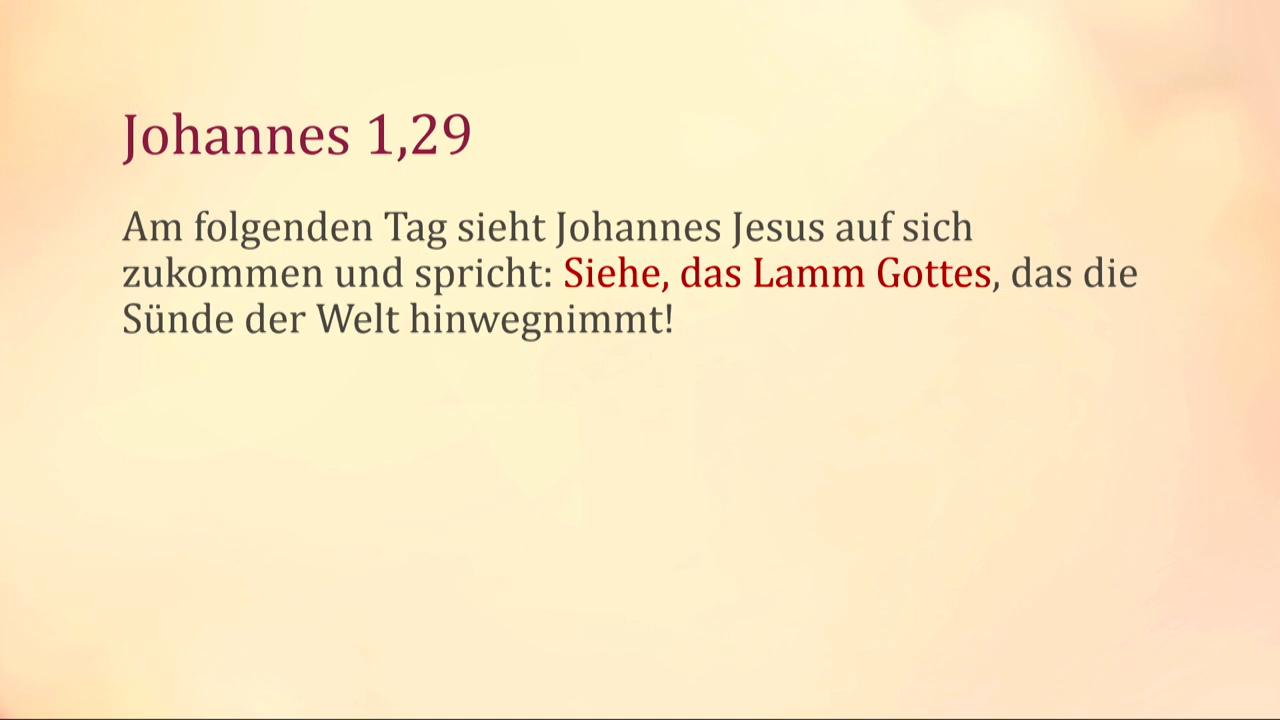 Johannes 1,29
Am folgenden Tag sieht Johannes Jesus auf sich
zukommen und spricht: Siehe, das Lamm Gottes, das die
Sünde der Welt hinwegnimmt!